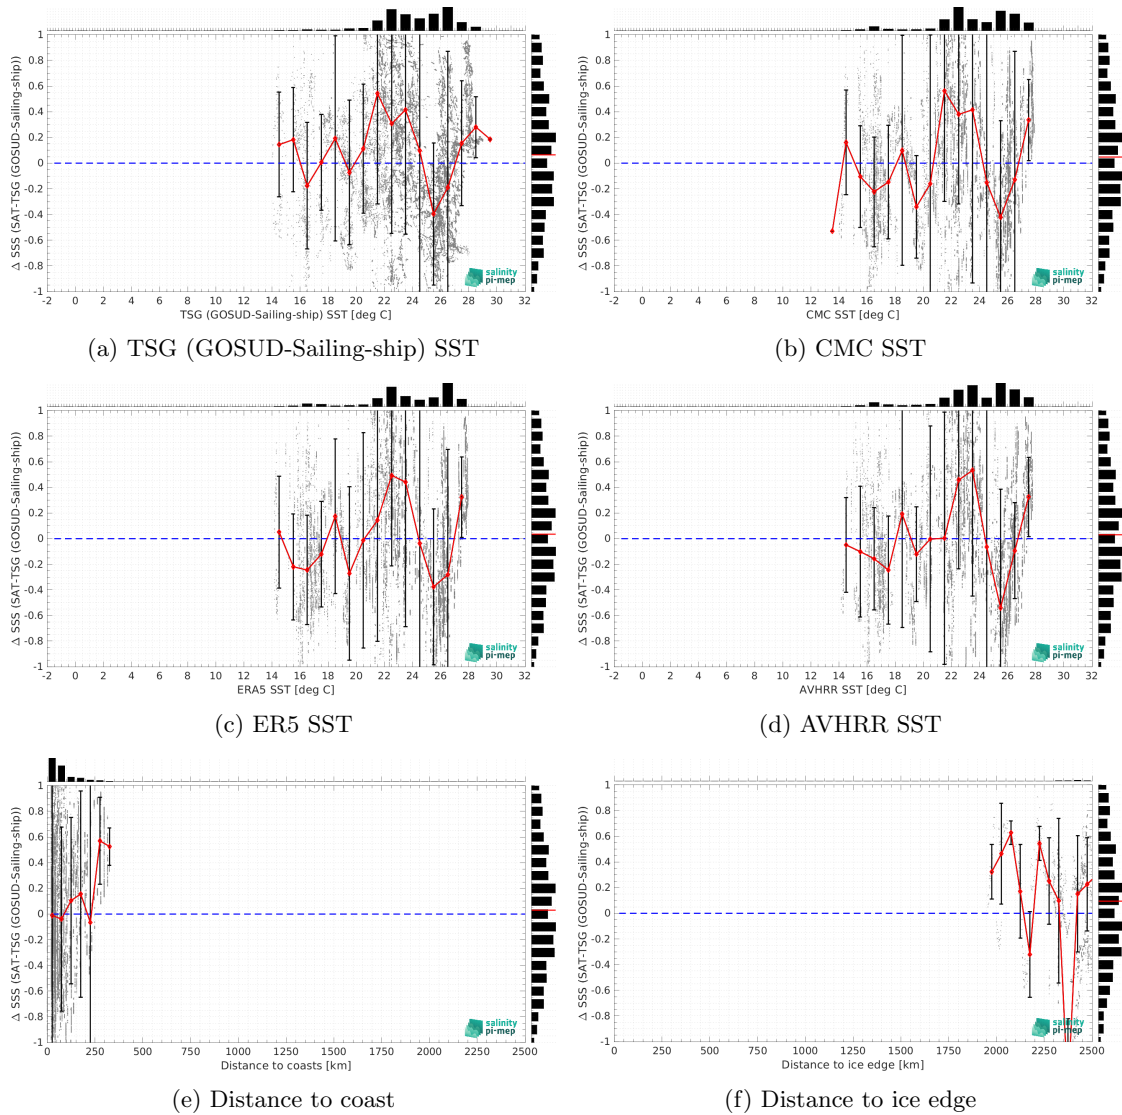 1
0.8
0.6
0.4
0.2
0
-0.2
-0.4
-0.6
-0.8
-1
Δ SSS (SAT-TSG (GOSUD-Sailing-ship))
salinity
pi-mep
-2 0 2 4 6 8 10 12 14 16 18 20 22 24 26 28 30 32
TSG (GOSUD-Sailing-ship) SST [deg C]
(a) TSG (GOSUD-Sailing-ship) SST
1
0.8
0.6
0.4
0.2
0
-0.2
-0.4
-0.6
-0.8
-1
Δ SSS (SAT-TSG (GOSUD-Sailing-ship))
salinity
pi-mep
-2 0 2 4 6 8 10 12 14 16 18 20 22 24 26 28 30 32
CMC SST [deg C]
(b) CMC SST
1
0.8
0.6
0.4
0.2
0
-0.2
-0.4
-0.6
-0.8
-1
Δ SSS (SAT-TSG (GOSUD-Sailing-ship))
salinity
pi-mep
-2 0 2 4 6 8 10 12 14 16 18 20 22 24 26 28 30 32
ERA5 SST [deg C]
(c) ER5 SST
1
0.8
0.6
0.4
0.2
0
-0.2
-0.4
-0.6
-0.8
-1
Δ SSS (SAT-TSG (GOSUD-Sailing-ship))
salinity
pi-mep
-2 0 2 4 6 8 10 12 14 16 18 20 22 24 26 28 30 32
AVHRR SST [deg C]
(d) AVHRR SST
1
0.8
0.6
0.4
0.2
0
-0.2
-0.4
-0.6
-0.8
-1
Δ SSS (SAT-TSG (GOSUD-Sailing-ship))
salinity
pi-mep
0 250 500 750 1000 1250 1500 1750 2000 2250 2500
Distance to coasts [km]
(e) Distance to coast
1
0.8
0.6
0.4
0.2
0
-0.2
-0.4
-0.6
-0.8
-1
Δ SSS (SAT-TSG (GOSUD-Sailing-ship))
salinity
pi-mep
0 250 500 750 1000 1250 1500 1750 2000 2250 2500
Distance to ice edge [km]
(f) Distance to ice edge